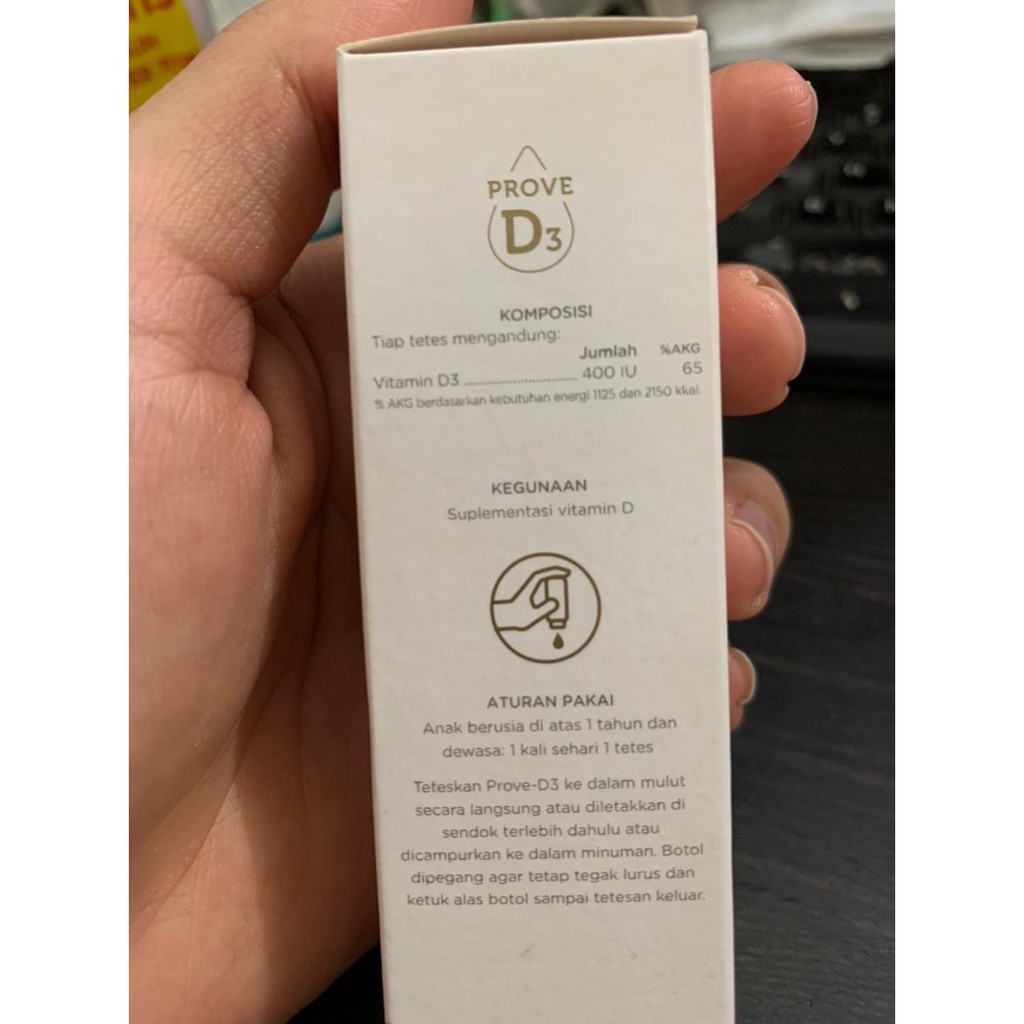 PROVE
D3
KOMPOSISI
Tiap tetes mengandung:
Jumlah %AKG
Vitamin D3 .............................. 400 IU 65
% AKG berdasarkan kebutuhan energi 1125 dan 2150 kkal.
KEGUNAAN
Suplementasi vitamin D
ATURAN PAKAI
Anak berusia di atas 1 tahun dan
dewasa: 1 kali sehari 1 tetes
Teteskan Prove-D3 ke dalam mulut
secara langsung atau diletakkan di
sendok terlebih dahulu atau
dicampurkan ke dalam minuman. Botol
dipegang agar tetap tegak lurus dan
ketuk alas botol sampai tetesan keluar.